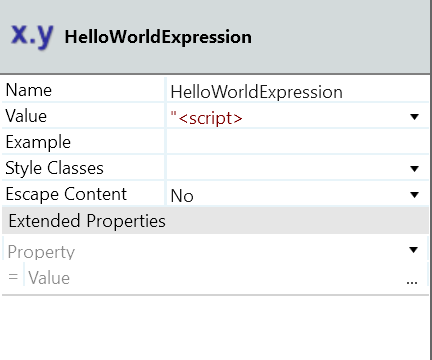 x.y HelloWorldExpression
Name HelloWorldExpression
Value "<script>
Example
Style Classes
Escape Content No
Extended Properties
Property
= Value ...